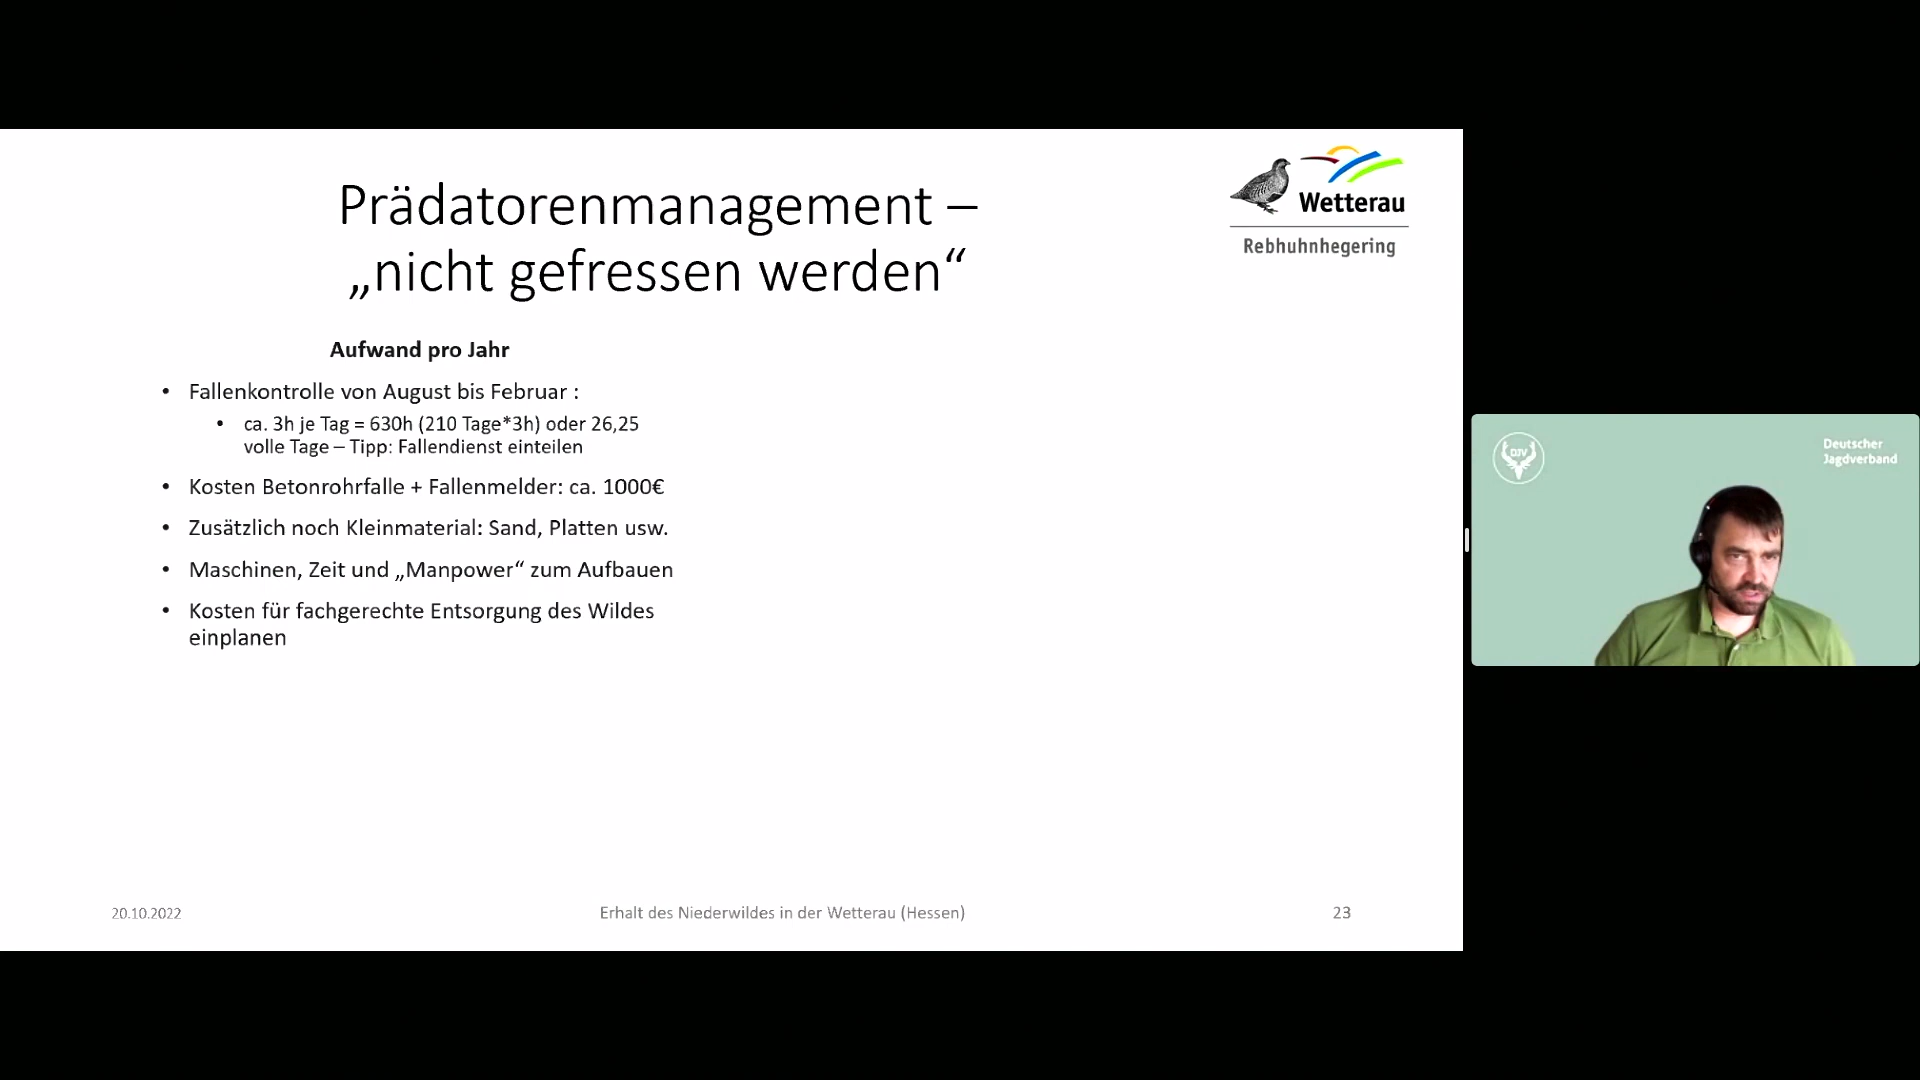 Prädatorenmanagement –
„nicht gefressen werden“
Wetterau
Rebhuhnhegering
Aufwand pro Jahr
• Fallenkontrolle von August bis Februar :
• ca. 3h je Tag = 630h (210 Tage*3h) oder 26,25
volle Tage – Tipp: Fallendienst einteilen
• Kosten Betonrohrfalle + Fallenmelder: ca. 1000€
• Zusätzlich noch Kleinmaterial: Sand, Platten usw.
• Maschinen, Zeit und „Manpower“ zum Aufbauen
• Kosten für fachgerechte Entsorgung des Wildes
einplanen
20.10.2022
Erhalt des Niederwildes in der Wetterau (Hessen)
23
DJV
Deutscher
Jagdverband